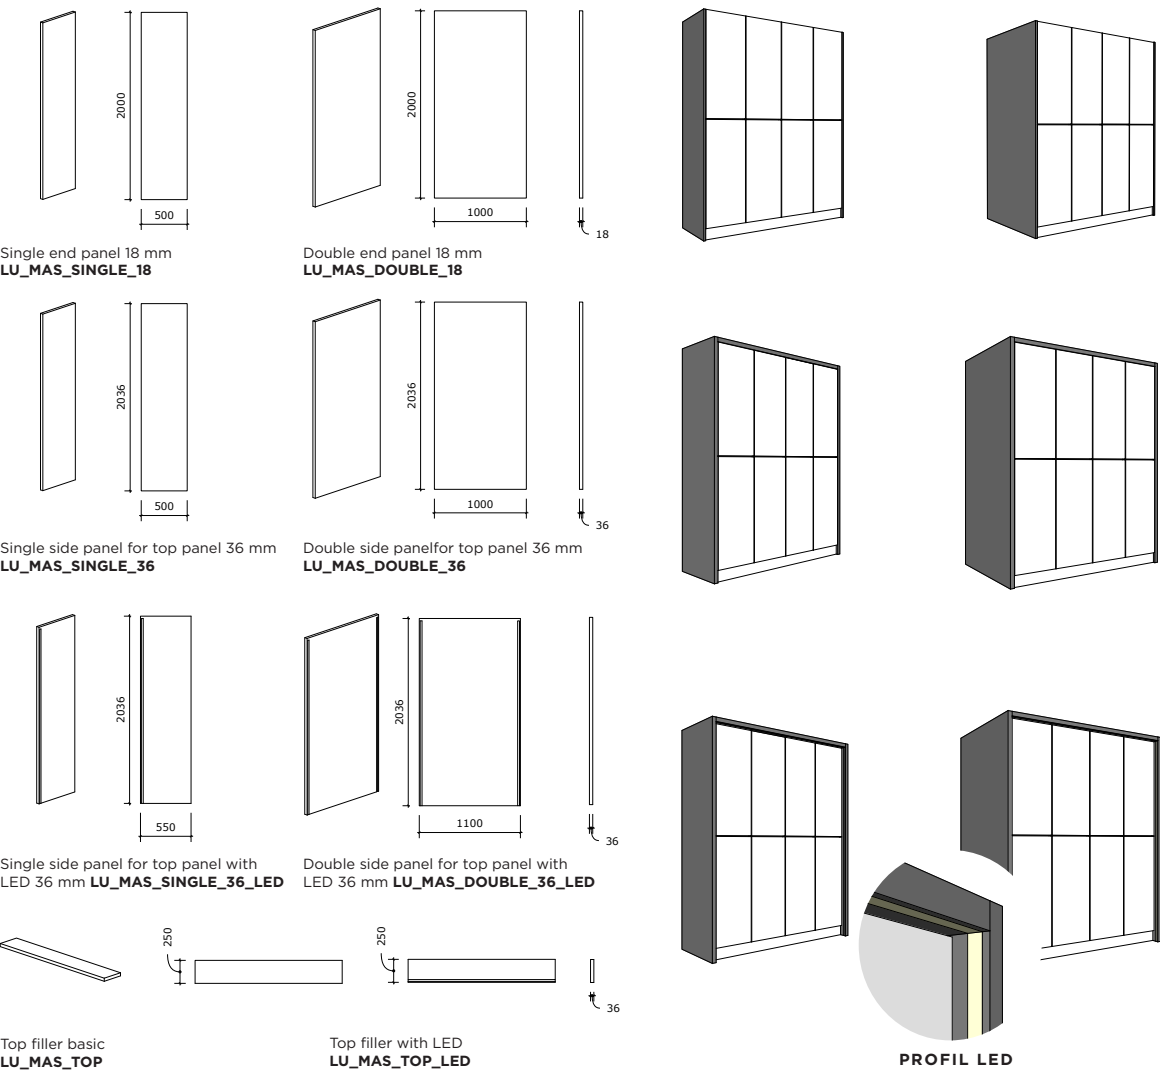 2000
500
2000
1000
18
Single end panel 18 mm
LU_MAS_SINGLE_18
Double end panel 18 mm
LU_MAS_DOUBLE_18
2036
500
2036
1000
36
Single side panel for top panel 36 mm
LU_MAS_SINGLE_36
Double side panelfor top panel 36 mm
LU_MAS_DOUBLE_36
2036
550
2036
1100
36
Single side panel for top panel with
LED 36 mm LU_MAS_SINGLE_36_LED
Double side panel for top panel with
LED 36 mm LU_MAS_DOUBLE_36_LED
250
250
36
Top filler basic
LU_MAS_TOP
Top filler with LED
LU_MAS_TOP_LED
PROFIL LED